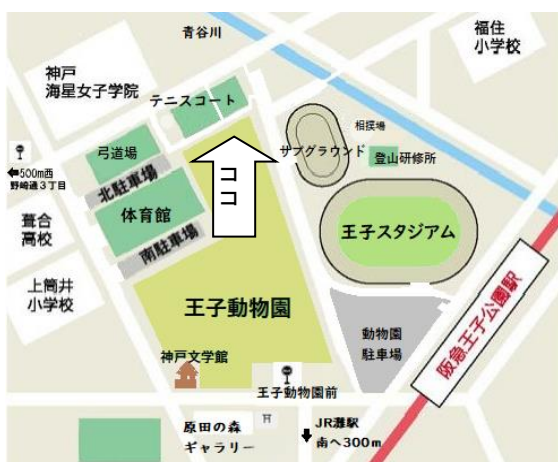 青谷川
福住
小学校
神戸
海星女子学院
テニスコート
相撲場
サブグラウンド
登山研修所
弓道場
←500m西
野崎通3丁目
北駐車場
ココ
体育館
葺合
高校
王子スタジアム
南駐車場
上筒井
小学校
王子動物園
阪急王子公園駅
動物園
駐車場
神戸文学館
王子動物園前
原田の森
ギャラリー
JR灘駅
南へ300m